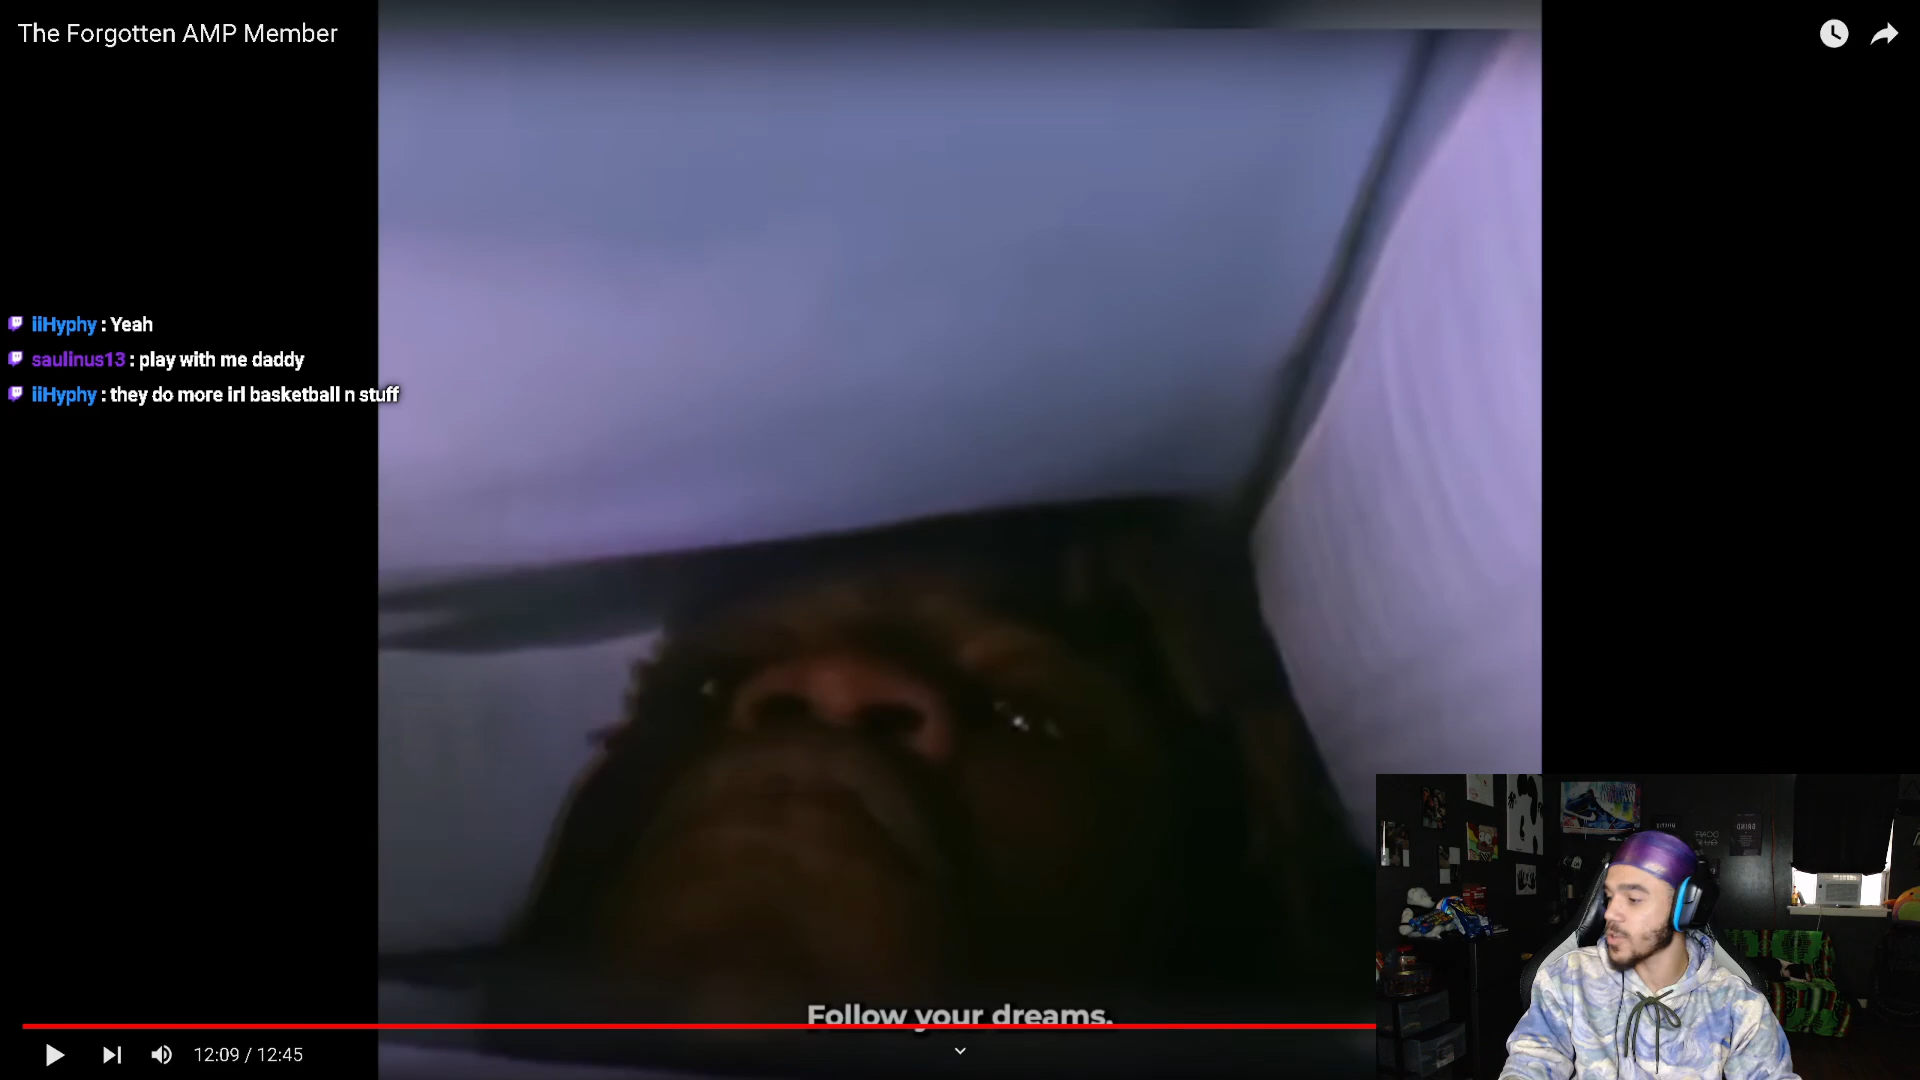 The Forgotten AMP Member
iiHyphy : Yeah
saulinus13 : play with me daddy
iiHyphy : they do more irl basketball n stuff
Follow your dreams.
12:09 / 12:45